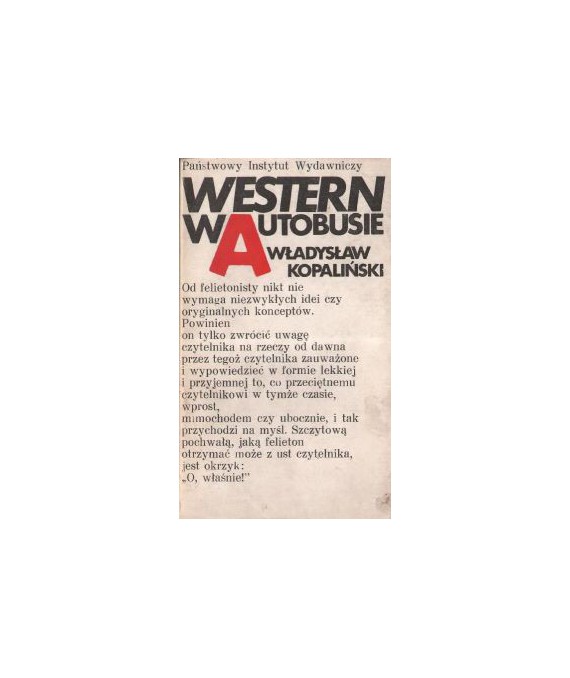 Państwowy Instytut Wydawniczy
WESTERN
W AUTOBUSIE
WŁADYSŁAW
KOPALIŃSKI
Od felietonisty nikt nie
wymaga niezwykłych idei czy
oryginalnych konceptów.
Powinien
on tylko zwrócić uwagę
czytelnika na rzeczy od dawna
przez tegoż czytelnika zauważone
i wypowiedzieć w formie lekkiej
i przyjemnej to, co przeciętnemu
czytelnikowi w tymże czasie,
wprost,
mimochodem czy ubocznie, i tak
przychodzi na myśl. Szczytową
pochwałą, jaką felieton
otrzymać może z ust czytelnika,
jest okrzyk:
„O, właśnie!"